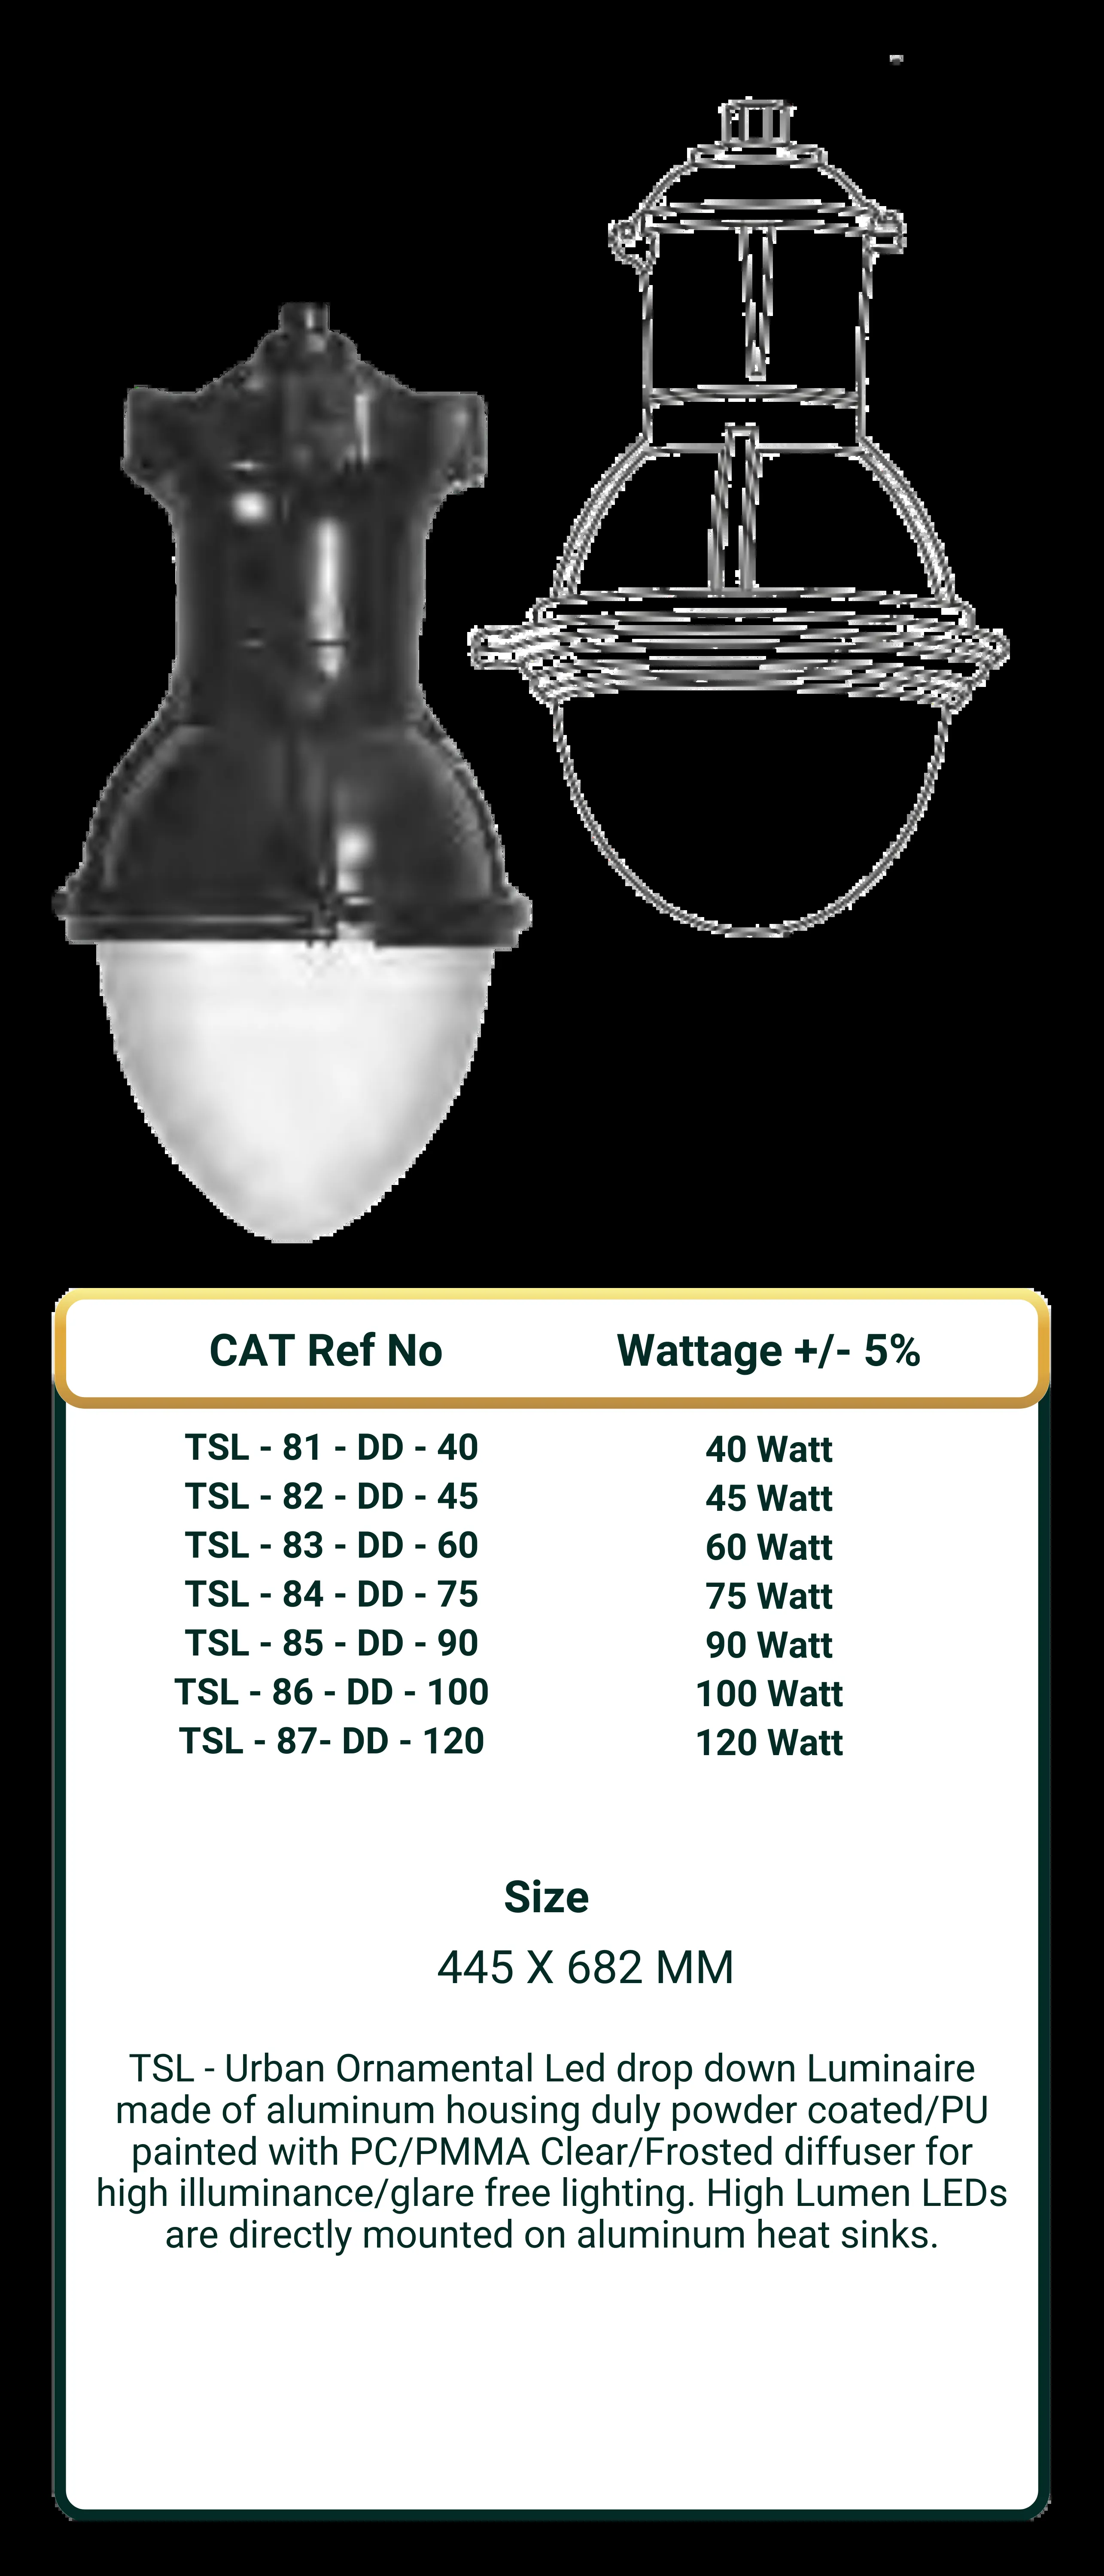 CAT Ref No Wattage +/- 5%
TSL - 81 - DD - 40 40 Watt
TSL - 82 - DD - 45 45 Watt
TSL - 83 - DD - 60 60 Watt
TSL - 84 - DD - 75 75 Watt
TSL - 85 - DD - 90 90 Watt
TSL - 86 - DD - 100 100 Watt
TSL - 87- DD - 120 120 Watt
Size
445 X 682 MM
TSL - Urban Ornamental Led drop down Luminaire
made of aluminum housing duly powder coated/PU
painted with PC/PMMA Clear/Frosted diffuser for
high illuminance/glare free lighting. High Lumen LEDs
are directly mounted on aluminum heat sinks.